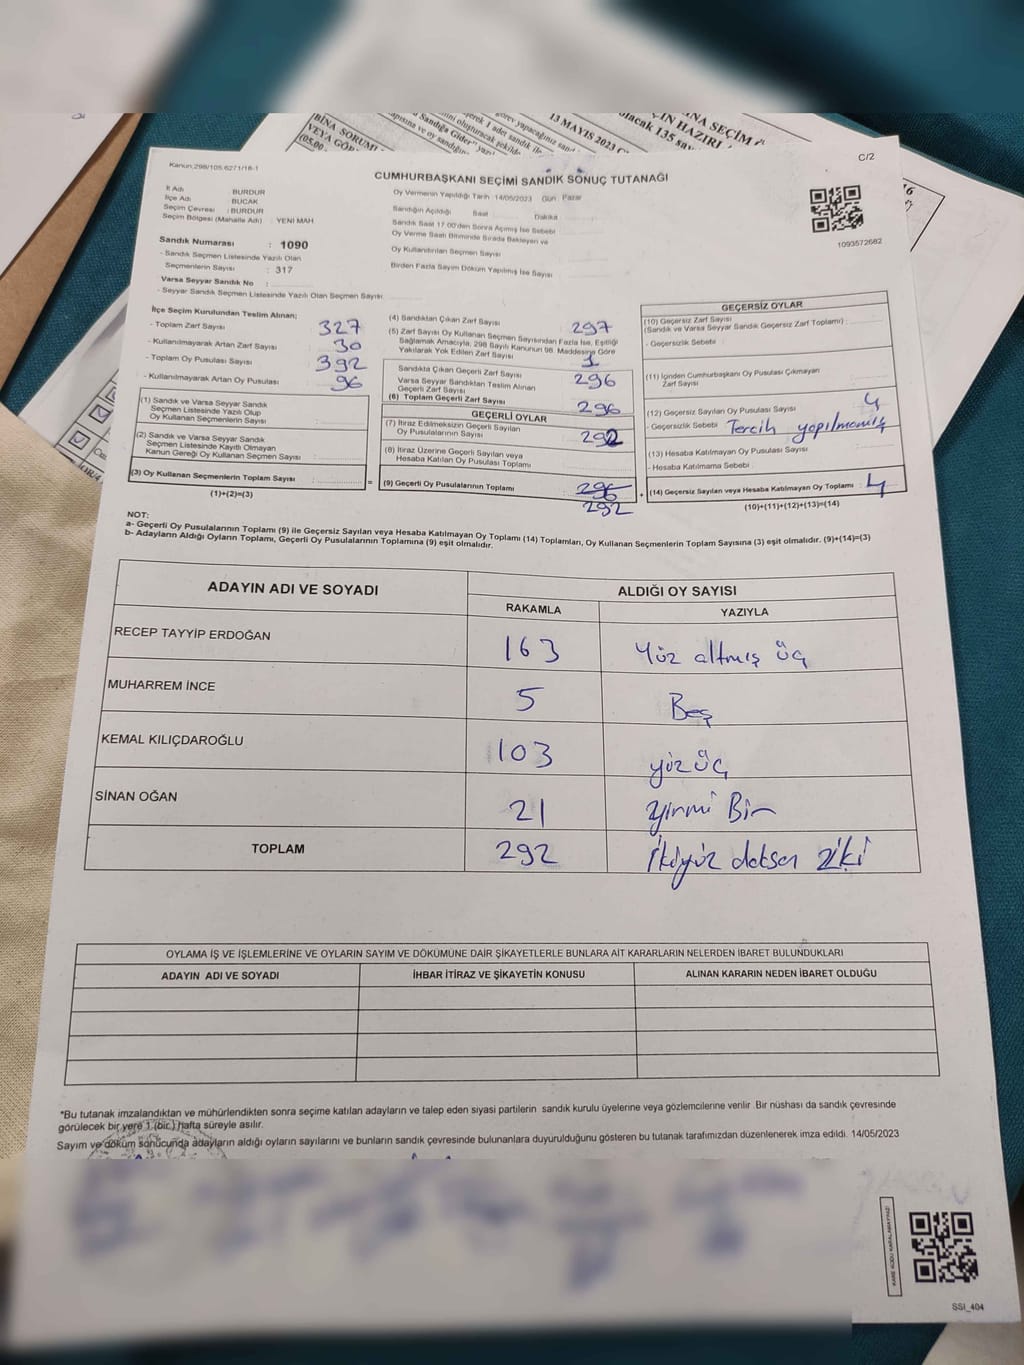 13 MAYIS 2023
Kanun:298/105.6271/18-1
C/2
CUMHURBAŞKANI SEÇİMİ SANDIK SONUÇ TUTANAĞI
İl Adı : BURDUR
İlçe Adı : BUCAK
Seçim Çevresi : BURDUR
Seçim Bölgesi (Mahalle Adı) : YENİ MAH
Sandık Numarası : 1090
- Sandık Seçmen Listesinde Yazılı Olan
Seçmenlerin Sayısı : 317
Varsa Seyyar Sandık No :
- Seyyar Sandık Seçmen Listesinde Yazılı Olan Seçmen Sayısı:
Oy Vermenin Yapıldığı Tarih :14/05/2023 Gün : Pazar
Sandığın Açıldığı Saat Dakika
Sandık Saat 17.00'den Sonra Açılmış İse Sebebi
Oy Verme Saati Bitiminde Sırada Bekleyen ve
Oy Kullandırılan Seçmen Sayısı
Birden Fazla Sayım Döküm Yapılmış İse Sayısı
1093572682
İlçe Seçim Kurulundan Teslim Alınan;
- Toplam Zarf Sayısı 327
- Kullanılmayarak Artan Zarf Sayısı 30
- Toplam Oy Pusulası Sayısı 392
- Kullanılmayarak Artan Oy Pusulası 96
(1) Sandık ve Varsa Seyyar Sandık
Seçmen Listesinde Yazılı Olup
Oy Kullanan Seçmenlerin Sayısı :
(2) Sandık ve Varsa Seyyar Sandık
Seçmen Listesinde Kayıtlı Olmayan
Kanun Gereği Oy Kullanan Seçmen Sayısı :
(3) Oy Kullanan Seçmenlerin Toplam Sayısı :
(1)+(2)=(3)
=
(4) Sandıktan Çıkan Zarf Sayısı 297
(5) Zarf Sayısı Oy Kullanan Seçmen Sayısından Fazla İse, Eşitliği
Sağlamak Amacıyla, 298 Sayılı Kanunun 98. Maddesine Göre
Yakılarak Yok Edilen Zarf Sayısı 1
Sandıkta Çıkan Geçerli Zarf Sayısı 296
Varsa Seyyar Sandıktan Teslim Alınan
Geçerli Zarf Sayısı
(6) Toplam Geçerli Zarf Sayısı 296
GEÇERLİ OYLAR
(7) İtiraz Edilmeksizin Geçerli Sayılan
Oy Pusulalarının Sayısı : 292
(8) İtiraz Üzerine Geçerli Sayılan veya
Hesaba Katılan Oy Pusulası Toplamı :
(9) Geçerli Oy Pusulalarının Toplamı : 296
292
+
GEÇERSİZ OYLAR
(10) Geçersiz Zarf Sayısı
(Sandık ve Varsa Seyyar Sandık Geçersiz Zarf Toplamı) :
- Geçersizlik Sebebi :
(11) İçinden Cumhurbaşkanı Oy Pusulası Çıkmayan
Zarf Sayısı
(12) Geçersiz Sayılan Oy Pusulası Sayısı 4
- Geçersizlik Sebebi Tercih yapılmamış
(13) Hesaba Katılmayan Oy Pusulası Sayısı
- Hesaba Katılmama Sebebi
(14) Geçersiz Sayılan veya Hesaba Katılmayan Oy Toplamı : 4
(10)+(11)+(12)+(13)=(14)
NOT:
a- Geçerli Oy Pusulalarının Toplamı (9) ile Geçersiz Sayılan veya Hesaba Katılmayan Oy Toplamı (14) Toplamları, Oy Kullanan Seçmenlerin Toplam Sayısına (3) eşit olmalıdır. (9)+(14)=(3)
b- Adayların Aldığı Oyların Toplamı, Geçerli Oy Pusulalarının Toplamına (9) eşit olmalıdır.
ADAYIN ADI VE SOYADI
ALDIĞI OY SAYISI
RAKAMLA YAZIYLA
RECEP TAYYİP ERDOĞAN 163 Yüz altmış üç
MUHARREM İNCE 5 Beş
KEMAL KILIÇDAROĞLU 103 yüz üç
SİNAN OĞAN 21 yirmi Bir
TOPLAM 292 ikiyüz doksan iki
OYLAMA İŞ VE İŞLEMLERİNE VE OYLARIN SAYIM VE DÖKÜMÜNE DAİR ŞİKAYETLERLE BUNLARA AİT KARARLARIN NELERDEN İBARET BULUNDUKLARI
ADAYIN ADI VE SOYADI İHBAR İTİRAZ VE ŞİKAYETİN KONUSU ALINAN KARARIN NEDEN İBARET OLDUĞU
*Bu tutanak imzalandıktan ve mühürlendikten sonra seçime katılan adayların ve talep eden siyasi partilerin sandık kurulu üyelerine veya gözlemcilerine verilir. Bir nüshası da sandık çevresinde
görülecek bir yere 1 (bir) hafta süreyle asılır.
Sayım ve döküm sonucunda adayların aldığı oyların sayılarını ve bunların sandık çevresinde bulunanlara duyurulduğunu gösteren bu tutanak tarafımızdan düzenlenerek imza edildi. 14/05/2023
KARE KODU KARALAMAYINIZ!
SSI_404